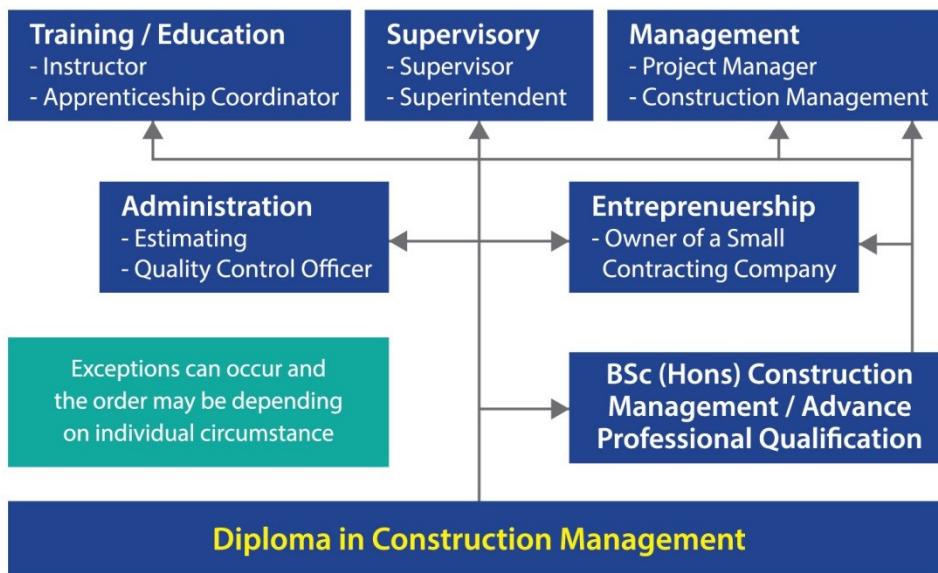 Training / Education
- Instructor
- Apprenticeship Coordinator
Supervisory
- Supervisor
- Superintendent
Management
- Project Manager
- Construction Management
Administration
- Estimating
- Quality Control Officer
Entreprenuership
- Owner of a Small
Contracting Company
Exceptions can occur and
the order may be depending
on individual circumstance
BSc (Hons) Construction
Management / Advance
Professional Qualification
Diploma in Construction Management